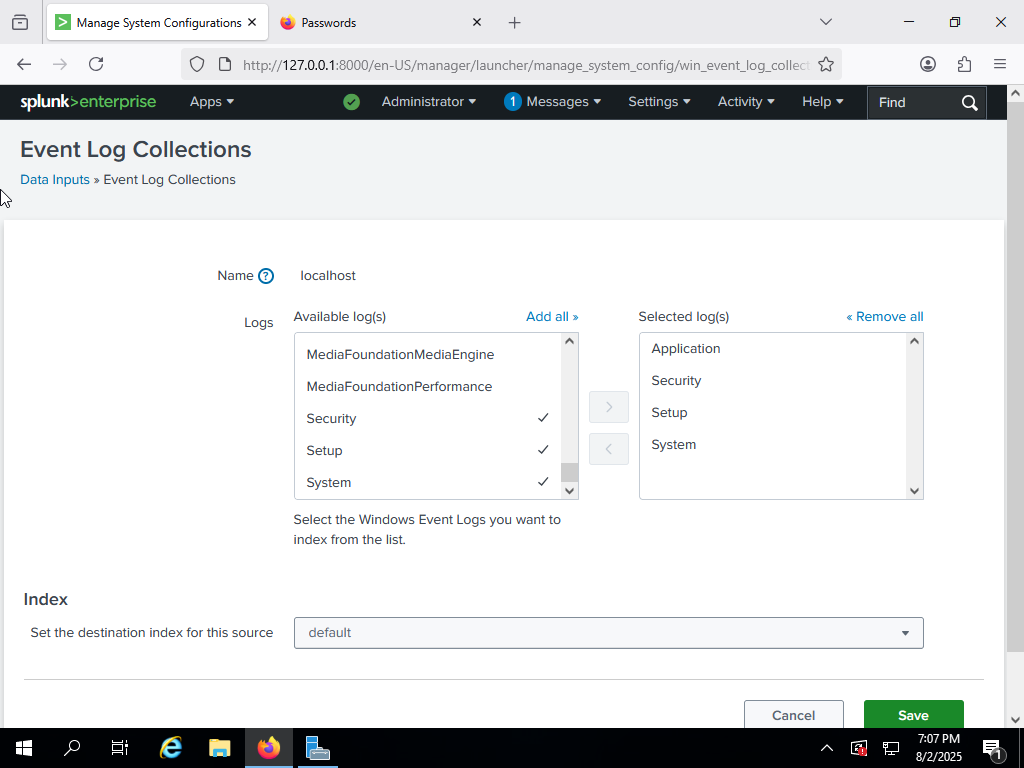 Manage System Configurations
Passwords
http://127.0.0.1:8000/en-US/manager/launcher/manage_system_config/win_event_log_collect
splunk>enterprise
Apps
Administrator
1
Messages
Settings
Activity
Help
Find
Event Log Collections
Data Inputs » Event Log Collections
Name ?
localhost
Logs
Available log(s)
Add all »
Selected log(s)
« Remove all
MediaFoundationMediaEngine
MediaFoundationPerformance
Security
Setup
System
Application
Security
Setup
System
Select the Windows Event Logs you want to
index from the list.
Index
Set the destination index for this source
default
Cancel
Save
7:07 PM
8/2/2025
1